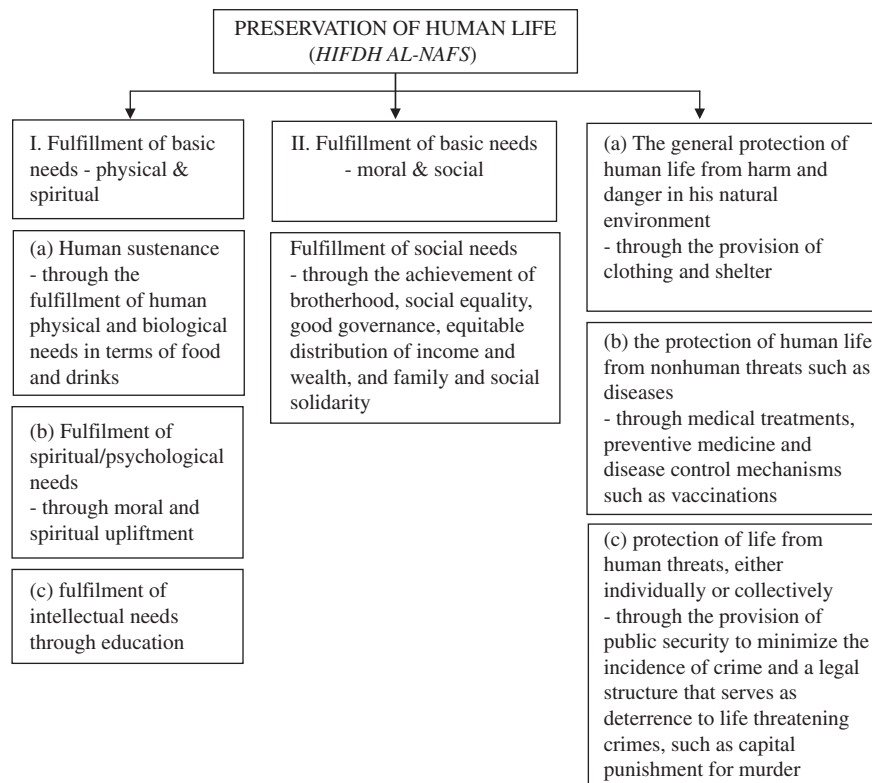 PRESERVATION OF HUMAN LIFE
(HIFDH AL-NAFS)
I. Fulfillment of basic
needs - physical &
spiritual
(a) Human sustenance
- through the
fulfillment of human
physical and biological
needs in terms of food
and drinks
(b) Fulfilment of
spiritual/psychological
needs
- through moral and
spiritual upliftment
(c) fulfilment of
intellectual needs
through education
II. Fulfillment of basic needs
- moral & social
Fulfillment of social needs
- through the achievement of
brotherhood, social equality,
good governance, equitable
distribution of income and
wealth, and family and social
solidarity
(a) The general protection of
human life from harm and
danger in his natural
environment
- through the provision of
clothing and shelter
(b) the protection of human life
from nonhuman threats such as
diseases
- through medical treatments,
preventive medicine and
disease control mechanisms
such as vaccinations
(c) protection of life from
human threats, either
individually or collectively
- through the provision of
public security to minimize the
incidence of crime and a legal
structure that serves as
deterrence to life threatening
crimes, such as capital
punishment for murder